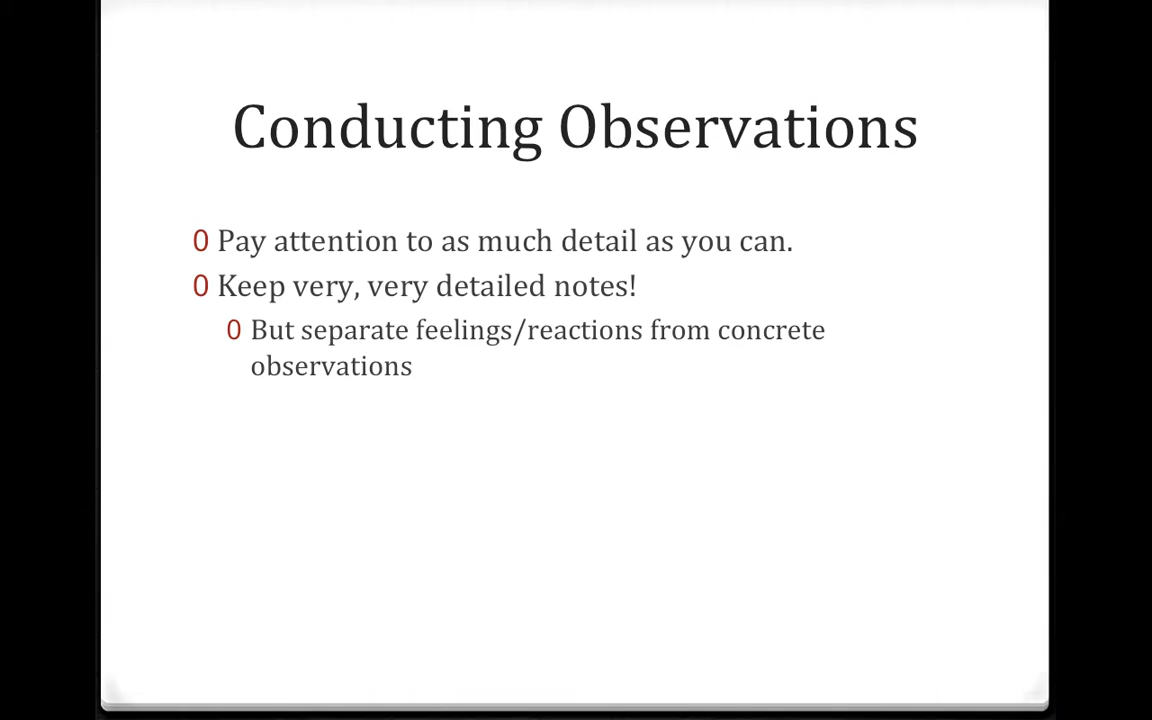 Conducting Observations
0 Pay attention to as much detail as you can.
0 Keep very, very detailed notes!
0 But separate feelings/reactions from concrete
observations